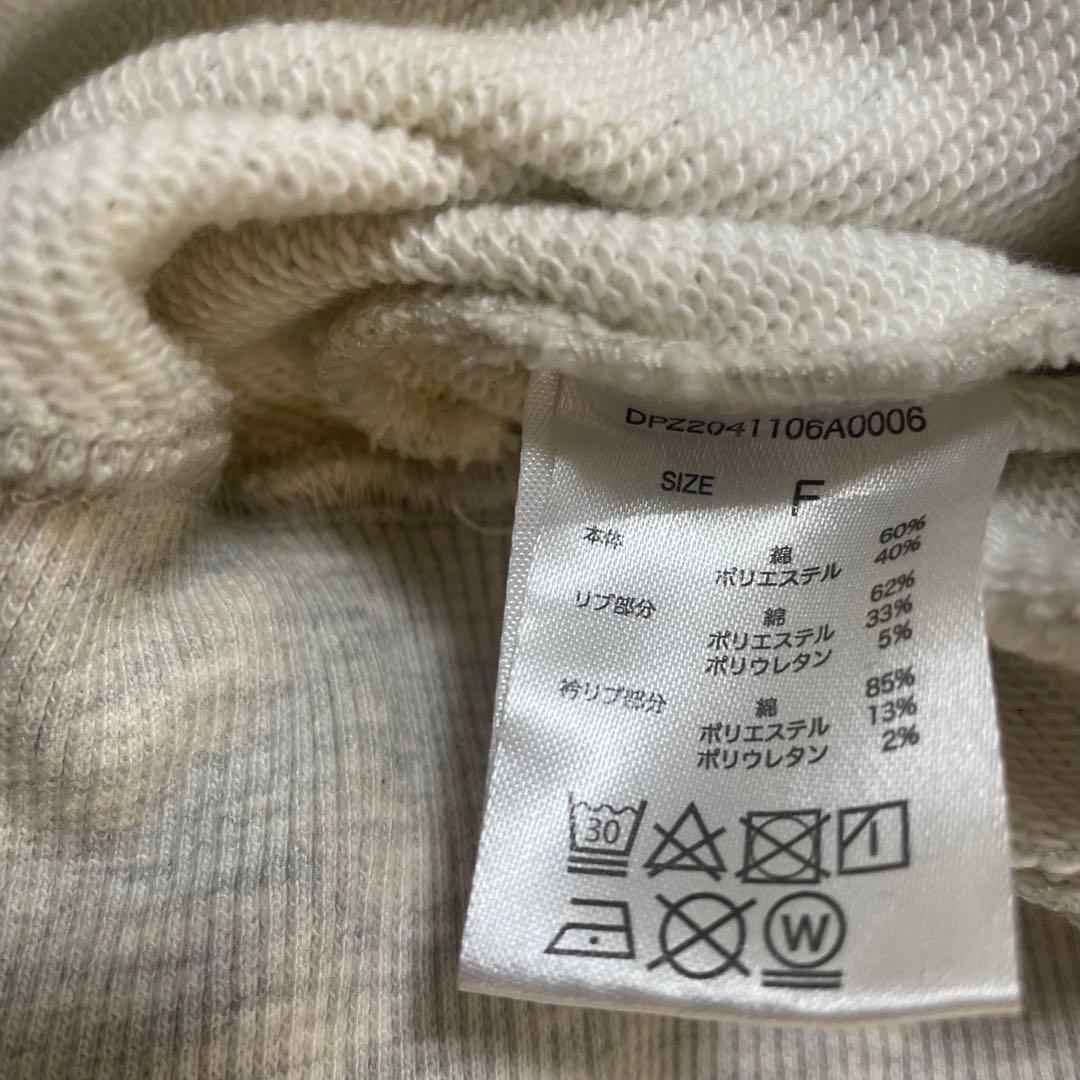 DPZ2041106A0006
SIZE F
本体 綿 60%
ポリエステル 40%
リブ部分 綿 62%
ポリエステル 33%
ポリウレタン 5%
衿リブ部分 綿 85%
ポリエステル 13%
ポリウレタン 2%
30
W